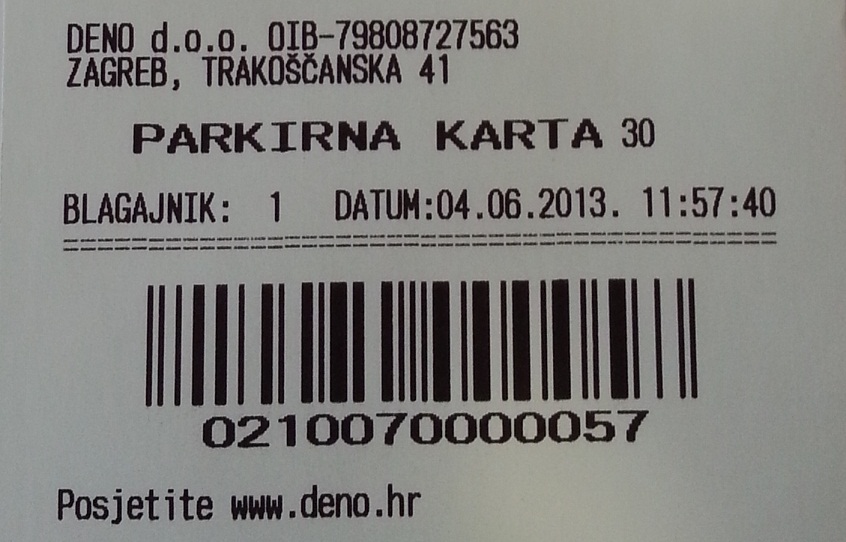 DENO d.o.o. OIB-79808727563
ZAGREB, TRAKOŠČANSKA 41
PARKIRNA KARTA 30
BLAGAJNIK: 1 DATUM:04.06.2013. 11:57:40
0210070000057
Posjetite www.deno.hr